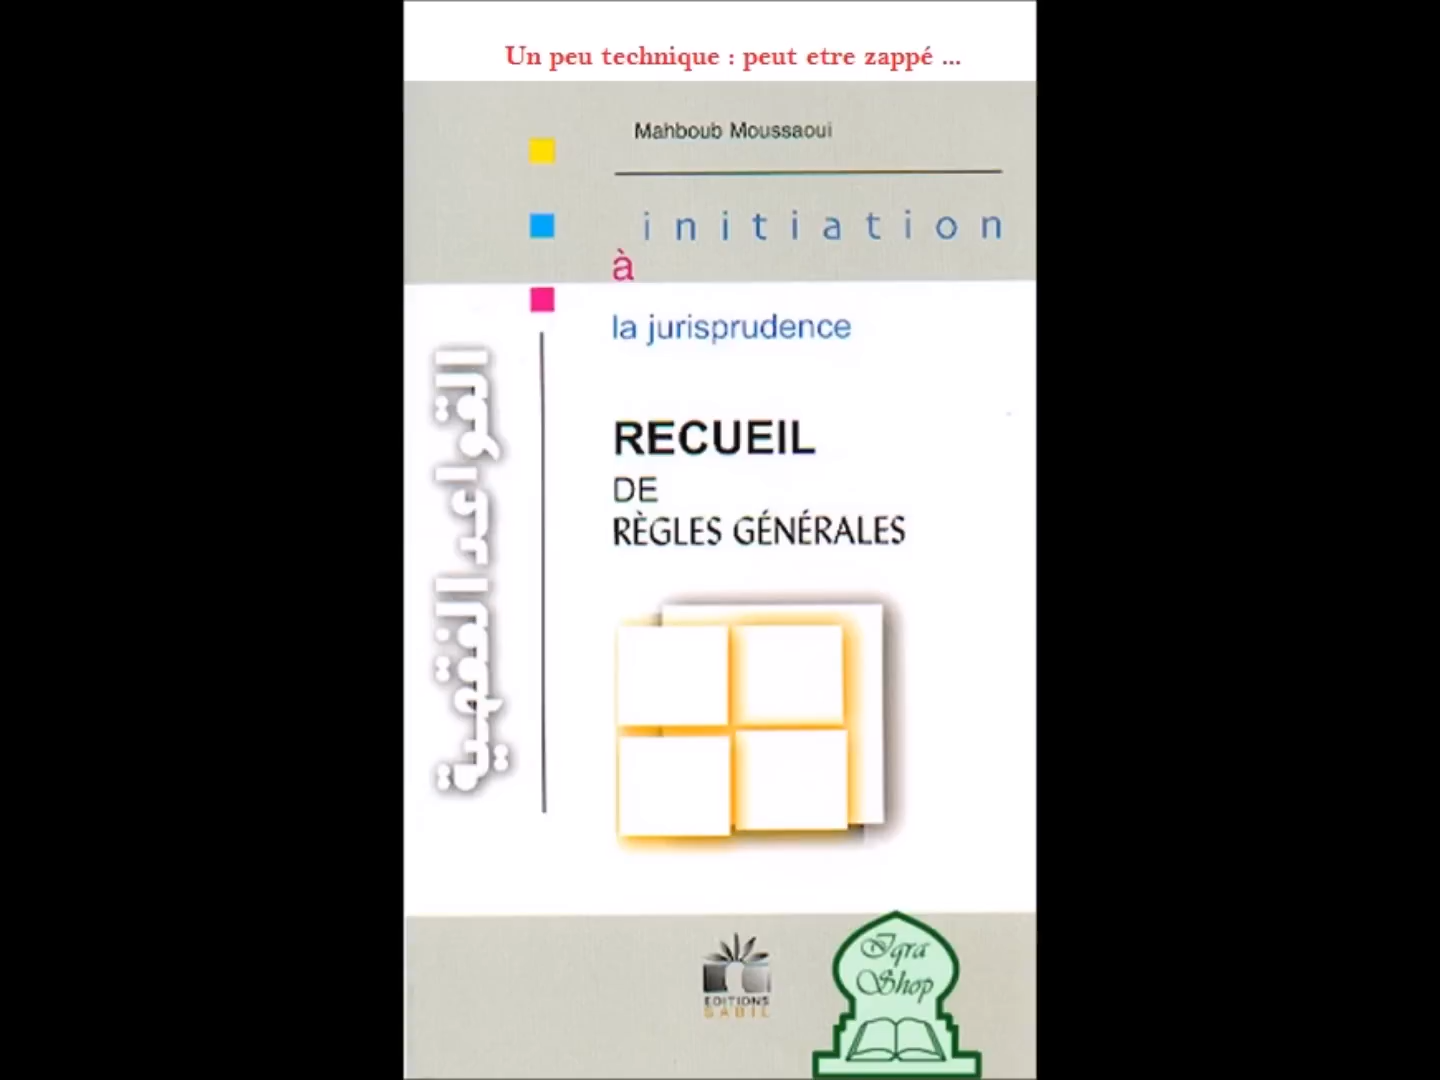 Un peu technique : peut etre zappé ...
Mahboub Moussaoui
initiation
à
la jurisprudence
القواعد الفقهية
RECUEIL
DE
RÈGLES GÉNÉRALES
EDITIONS
SABIL
Iqra
Shop